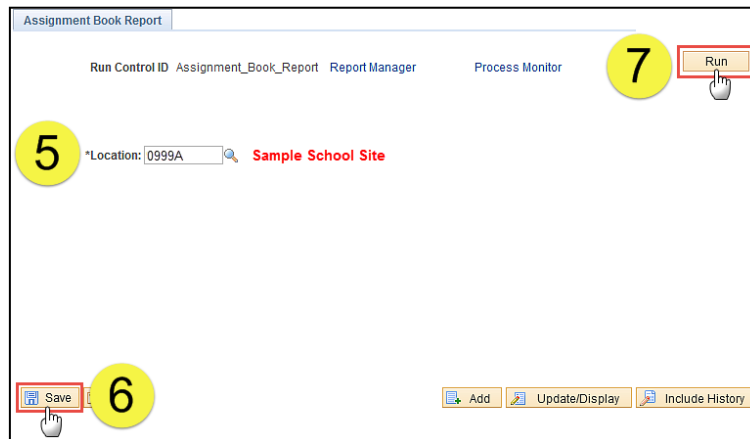 Assignment Book Report
Run Control ID Assignment_Book_Report Report Manager Process Monitor 7 Run
5 *Location: 0999A Sample School Site
Save 6 Add Update/Display Include History